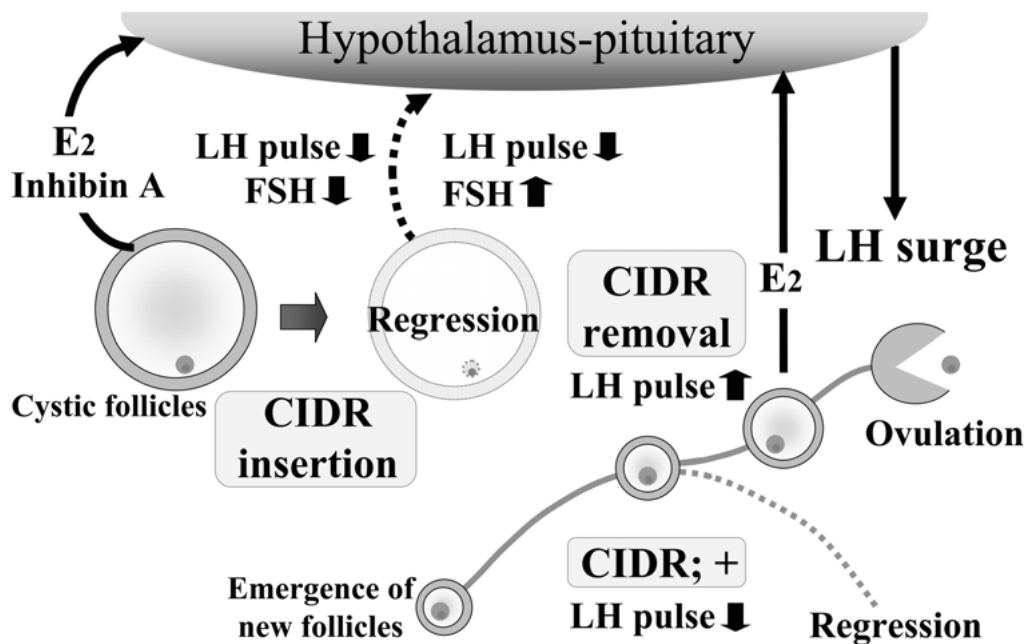 Hypothalamus-pituitary
E2
Inhibin A
LH pulse
FSH
LH pulse
FSH
LH surge
E2
CIDR
removal
LH pulse
Regression
Cystic follicles
CIDR
insertion
Ovulation
CIDR; +
LH pulse
Emergence of
new follicles
Regression